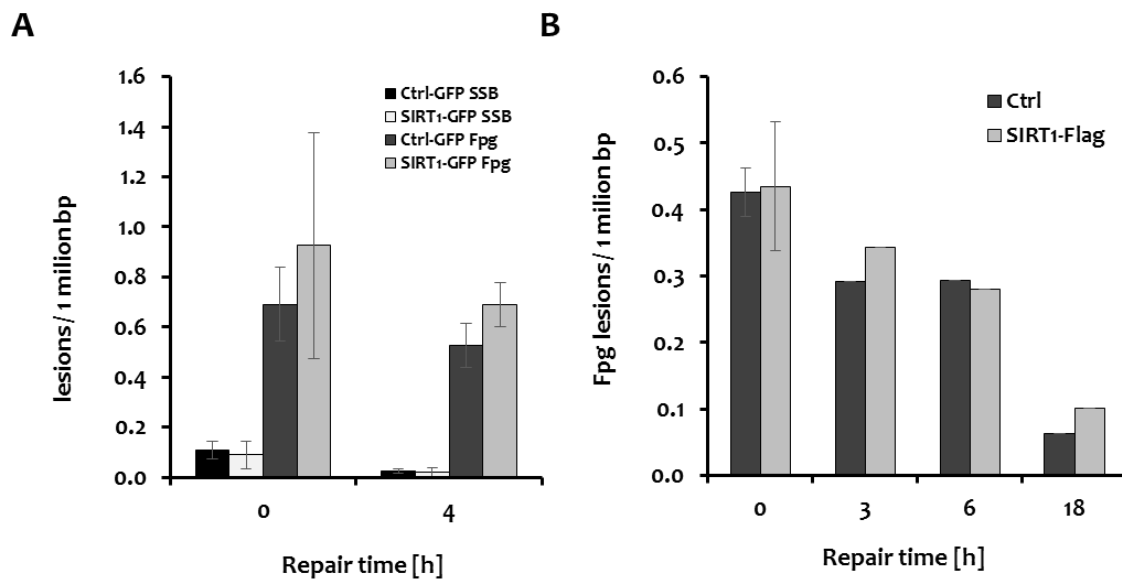 A
lesions/ 1 milion bp
1.6
1.4
1.2
1.0
0.8
0.6
0.4
0.2
0.0
Ctrl-GFP SSB
SIRT1-GFP SSB
Ctrl-GFP Fpg
SIRT1-GFP Fpg
0 4
Repair time [h]
B
Fpg lesions/ 1 milion bp
0.6
0.5
0.4
0.3
0.2
0.1
0.0
Ctrl
SIRT1-Flag
0 3 6 18
Repair time [h]